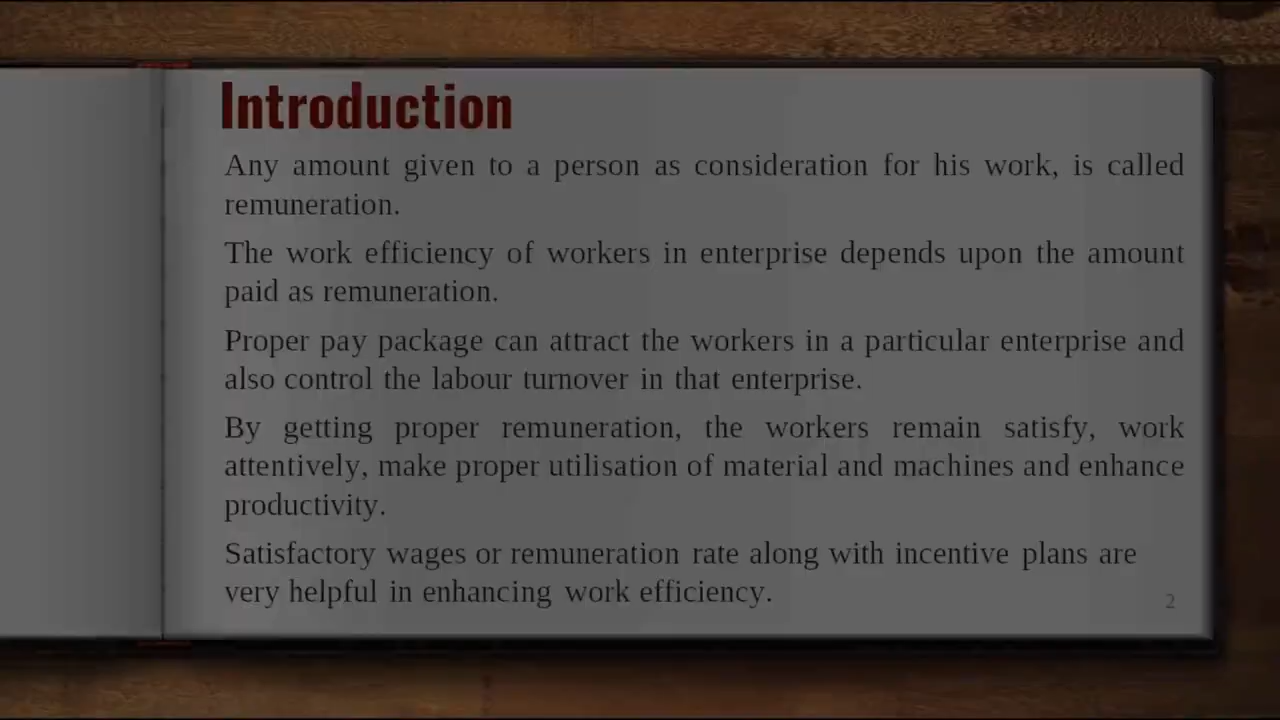 Introduction
Any amount given to a person as consideration for his work, is called
remuneration.
The work efficiency of workers in enterprise depends upon the amount
paid as remuneration.
Proper pay package can attract the workers in a particular enterprise and
also control the labour turnover in that enterprise.
By getting proper remuneration, the workers remain satisfy, work
attentively, make proper utilisation of material and machines and enhance
productivity.
Satisfactory wages or remuneration rate along with incentive plans are
very helpful in enhancing work efficiency.
2